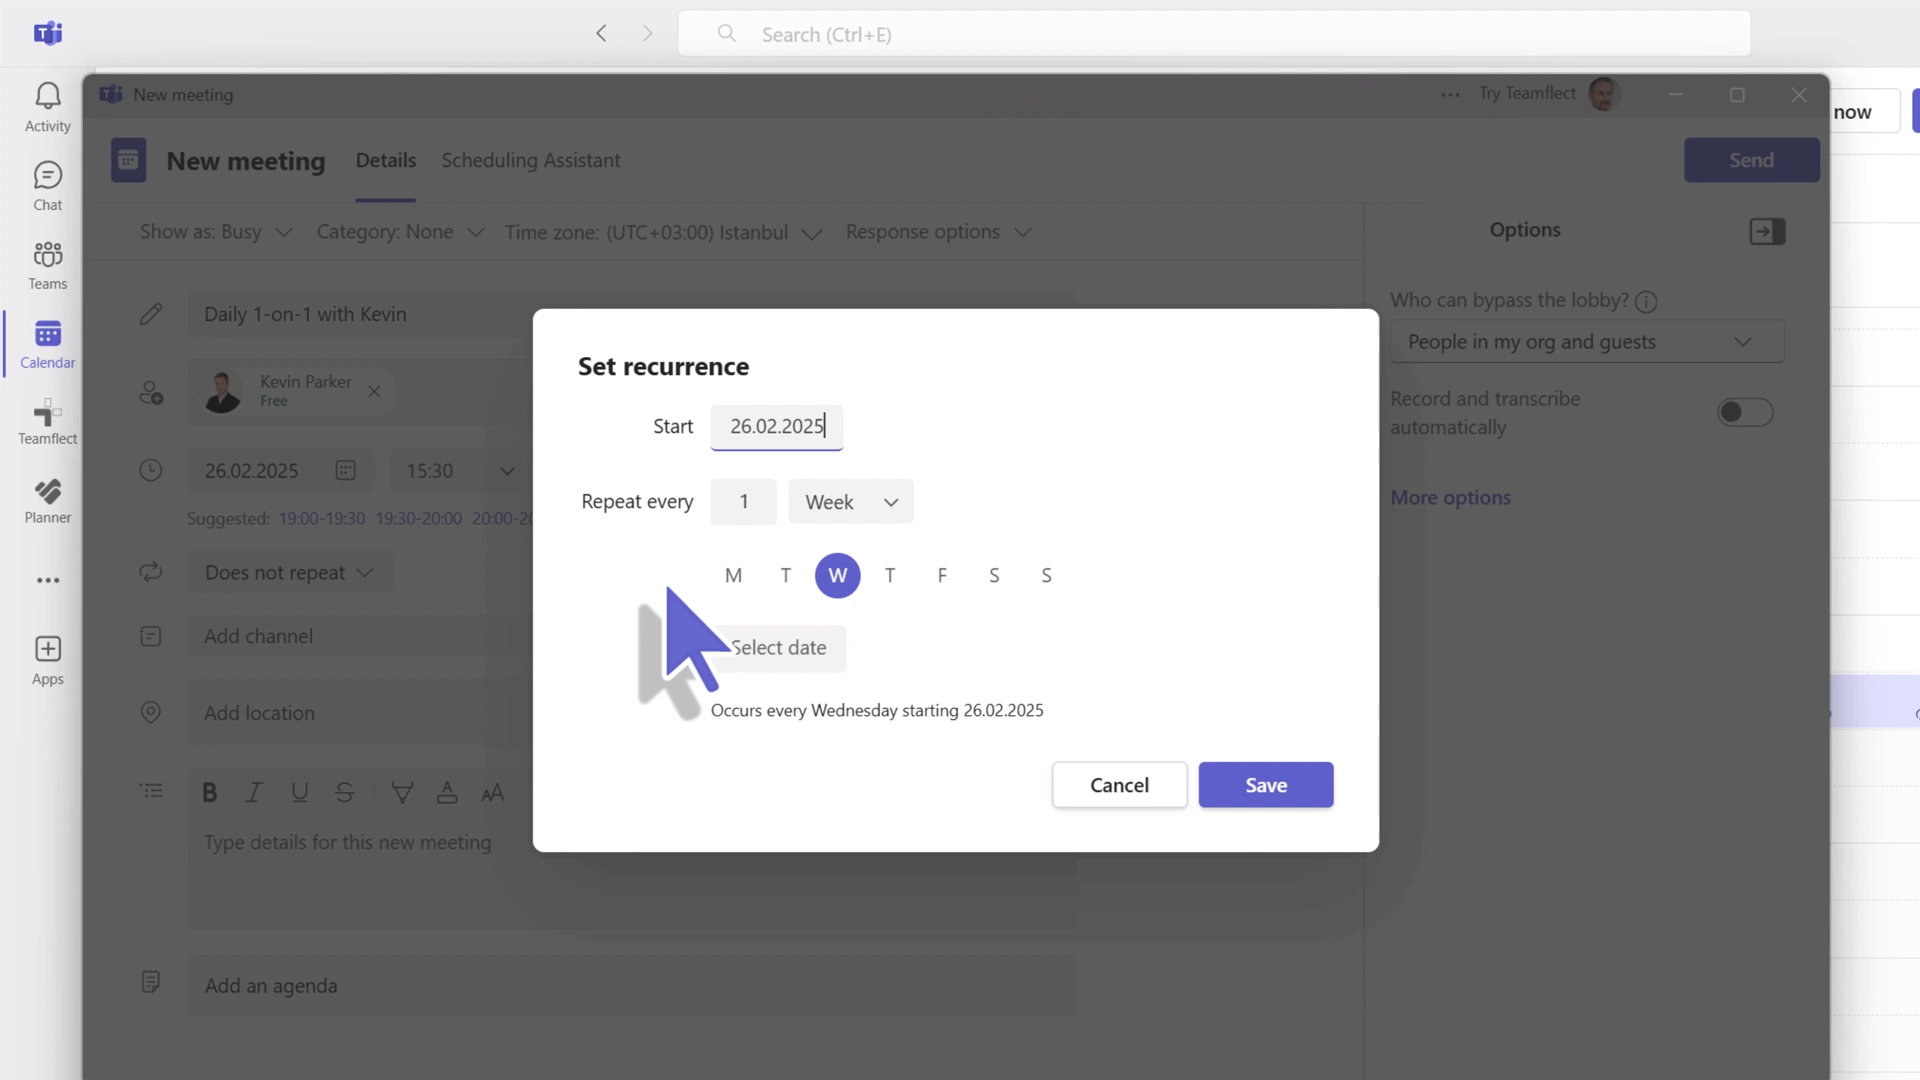 Search (Ctrl+E)
Activity
Chat
Teams
Calendar
Teamflect
Planner
Apps
New meeting
Try Teamflect
now
New meeting
Details
Scheduling Assistant
Send
Show as: Busy
Category: None
Time zone: (UTC+03:00) Istanbul
Response options
Options
Daily 1-on-1 with Kevin
Kevin Parker
Free
26.02.2025
15:30
Suggested: 19:00-19:30 19:30-20:00
Does not repeat
Add channel
Add location
B I U S A AA
Type details for this new meeting
Add an agenda
Set recurrence
Start
26.02.2025
Repeat every
1
Week
M T W T F S S
Select date
Occurs every Wednesday starting 26.02.2025
Cancel
Save
Who can bypass the lobby?
People in my org and guests
Record and transcribe
automatically
More options